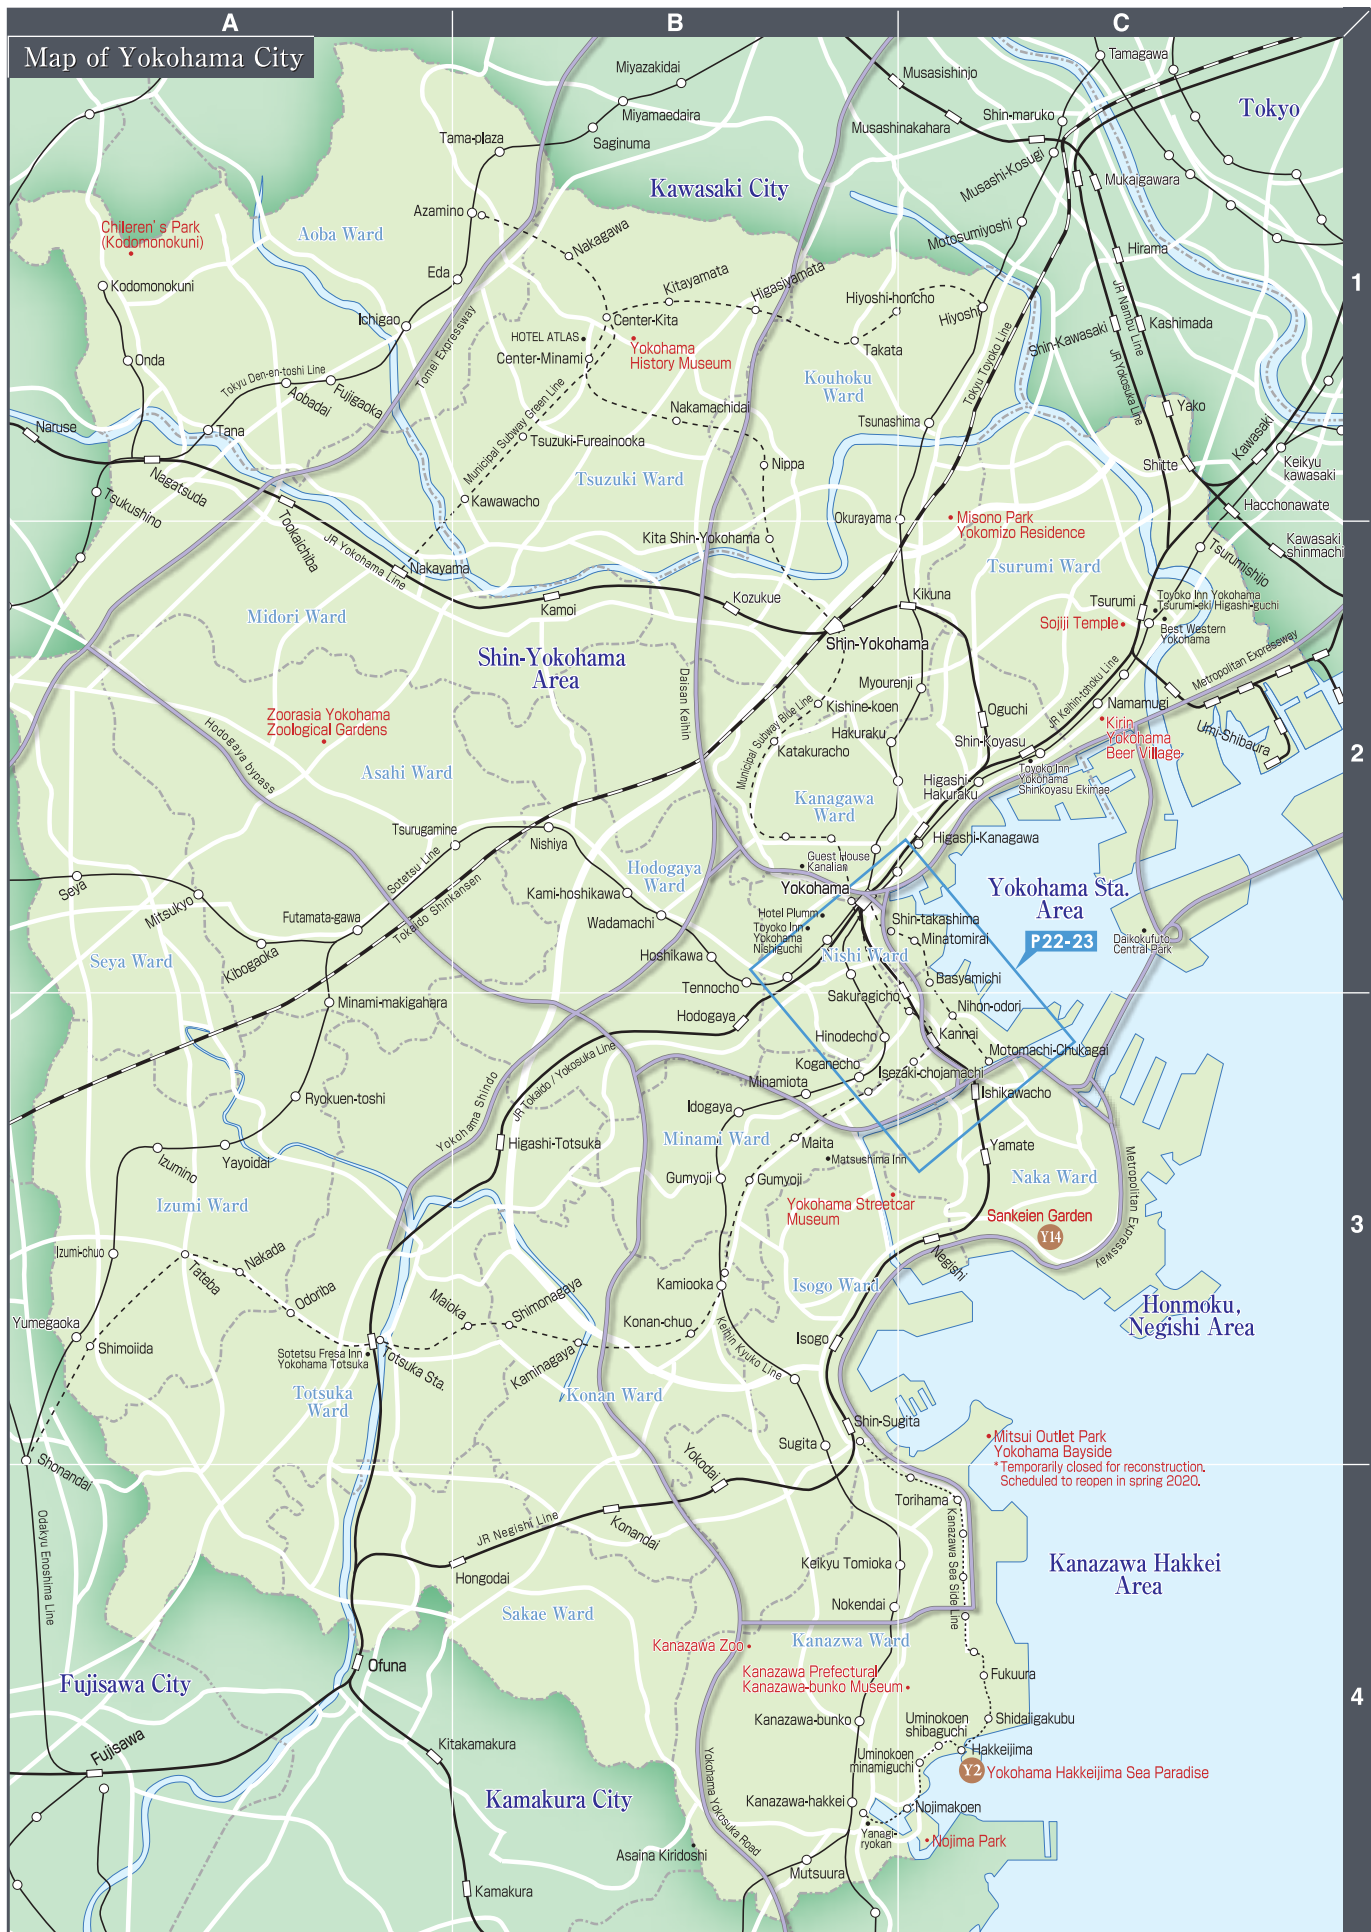 A
B
C
Map of Yokohama City
Tamagawa
Miyazakidai
Musasishinjo
Miyamaedaira
Shin-maruko
Tokyo
Musashinakahara
Tama-plaza
Saginuma
Musashi-Kosugi
Mukaigawara
Kawasaki City
Azamino
Chileren' s Park
(Kodomonokuni)
Aoba Ward
Nakagawa
Motosumiyoshi
Hirama
Eda
Kitayamata
Higasiyamata
Hiyoshi-honcho
Hiyoshi
1
Kodomonokuni
Ichigao
Center-Kita
JR Nambu Line
Kashimada
Shin-Kawasaki
HOTEL ATLAS
Yokohama
History Museum
Center-Minami
Takata
Onda
Tomei Expressway
Tokyu Toyoko Line
JR Yokosuka Line
Tokyu Den-en-toshi Line
Fujigaoka
Aobadai
Kouhoku
Ward
Municipal Subway Green Line
Nakamachidai
Yako
Naruse
Tana
Tsunashima
Tsuzuki-Fureainooka
Kawasaki
Nagatsuda
Tsuzuki Ward
Nippa
Shitte
Keikyu
kawasaki
Tsukushino
Kawawacho
Hacchonawate
Tookaichiba
Okurayama
Misono Park
Yokomizo Residence
JR Yokohama Line
Kita Shin-Yokohama
Kawasaki
shinmachi
Nakayama
Tsurumi Ward
Tsurumishijo
Kamoi
Kozukue
Kikuna
Tsurumi
Toyoko Inn Yokohama
Tsurumi-eki Higashi-guchi
Midori Ward
Sojiji Temple
Best Western
Yokohama
Shin-Yokohama
Shin-Yokohama
Area
Metropolitan Expressway
Daisan Keihin
Myourenji
JR Keihin-tohoku Line
Kishine-koen
Namamugi
Zoorasia Yokohama
Zoological Gardens
Municipal Subway Blue Line
Oguchi
Kirin
Yokohama
Beer Village
Umi-Shibaura
Hodogaya bypass
Hakuraku
Shin-Koyasu
Katakuracho
2
Asahi Ward
Toyoko Inn
Yokohama
Shinkoyasu Ekimae
Higashi-
Hakuraku
Kanagawa
Ward
Tsurugamine
Nishiya
Higashi-Kanagawa
Sotetsu Line
Guest House
Kanalian
Hodogaya
Ward
Yokohama
Yokohama Sta.
Area
Seya
Mitsukyo
Futamata-gawa
Tokaido Shinkansen
Kami-hoshikawa
Wadamachi
Hotel Plumm
Toyoko Inn
Yokohama
Nishiguchi
Shin-takashima
Minatomirai
P22-23
Daikokufuto
Central Park
Seya Ward
Kibogaoka
Hoshikawa
Nishi Ward
Basyamichi
Tennocho
Minami-makigahara
Sakuragicho
Nihon-odori
Hodogaya
Hinodecho
Kannai
Motomachi-Chukagai
Koganecho
Isezaki-chojamachi
JR Tokaido / Yokosuka Line
Minamiota
Ishikawacho
Yokohama Shindo
Ryokuen-toshi
Idogaya
Minami Ward
Maita
Yamate
Higashi-Totsuka
Matsushima Inn
Izumino
Yayoidai
Gumyoji
Gumyoji
Naka Ward
Metropolitan Expressway
Izumi Ward
Yokohama Streetcar
Museum
Sankeien Garden
Y14
3
Izumi-chuo
Nakada
Tateba
Negishi
Kamiooka
Isogo Ward
Odoriba
Maioka
Shimonagaya
Honmoku,
Negishi Area
Yumegaoka
Konan-chuo
Keihin Kyuko Line
Isogo
Shimoiida
Sotetsu Fresa Inn
Yokohama Totsuka
Totsuka Sta.
Kaminagaya
Totsuka
Ward
Konan Ward
Shin-Sugita
Mitsui Outlet Park
Yokohama Bayside
*Temporarily closed for reconstruction.
Scheduled to reopen in spring 2020.
Sugita
Shonandai
Yokodai
Torihama
Odakyu Enoshima Line
JR Negishi Line
Konandai
Kanazawa Sea Side Line
Hongodai
Keikyu Tomioka
Kanazawa Hakkei
Area
Sakae Ward
Nokendai
Kanazawa Zoo
Kanazwa Ward
Ofuna
Kanazawa Prefectural
Kanazawa-bunko Museum
Fukuura
Fujisawa City
4
Kanazawa-bunko
Uminokoen
shibaguchi
Shidaiigakubu
Fujisawa
Kitakamakura
Hakkeijima
Uminokoen
minamiguchi
Y2
Yokohama Hakkeijima Sea Paradise
Kamakura City
Yokohama Yokosuka Road
Kanazawa-hakkei
Nojimakoen
Yanagi-
ryokan
Nojima Park
Asaina Kiridoshi
Mutsuura
Kamakura